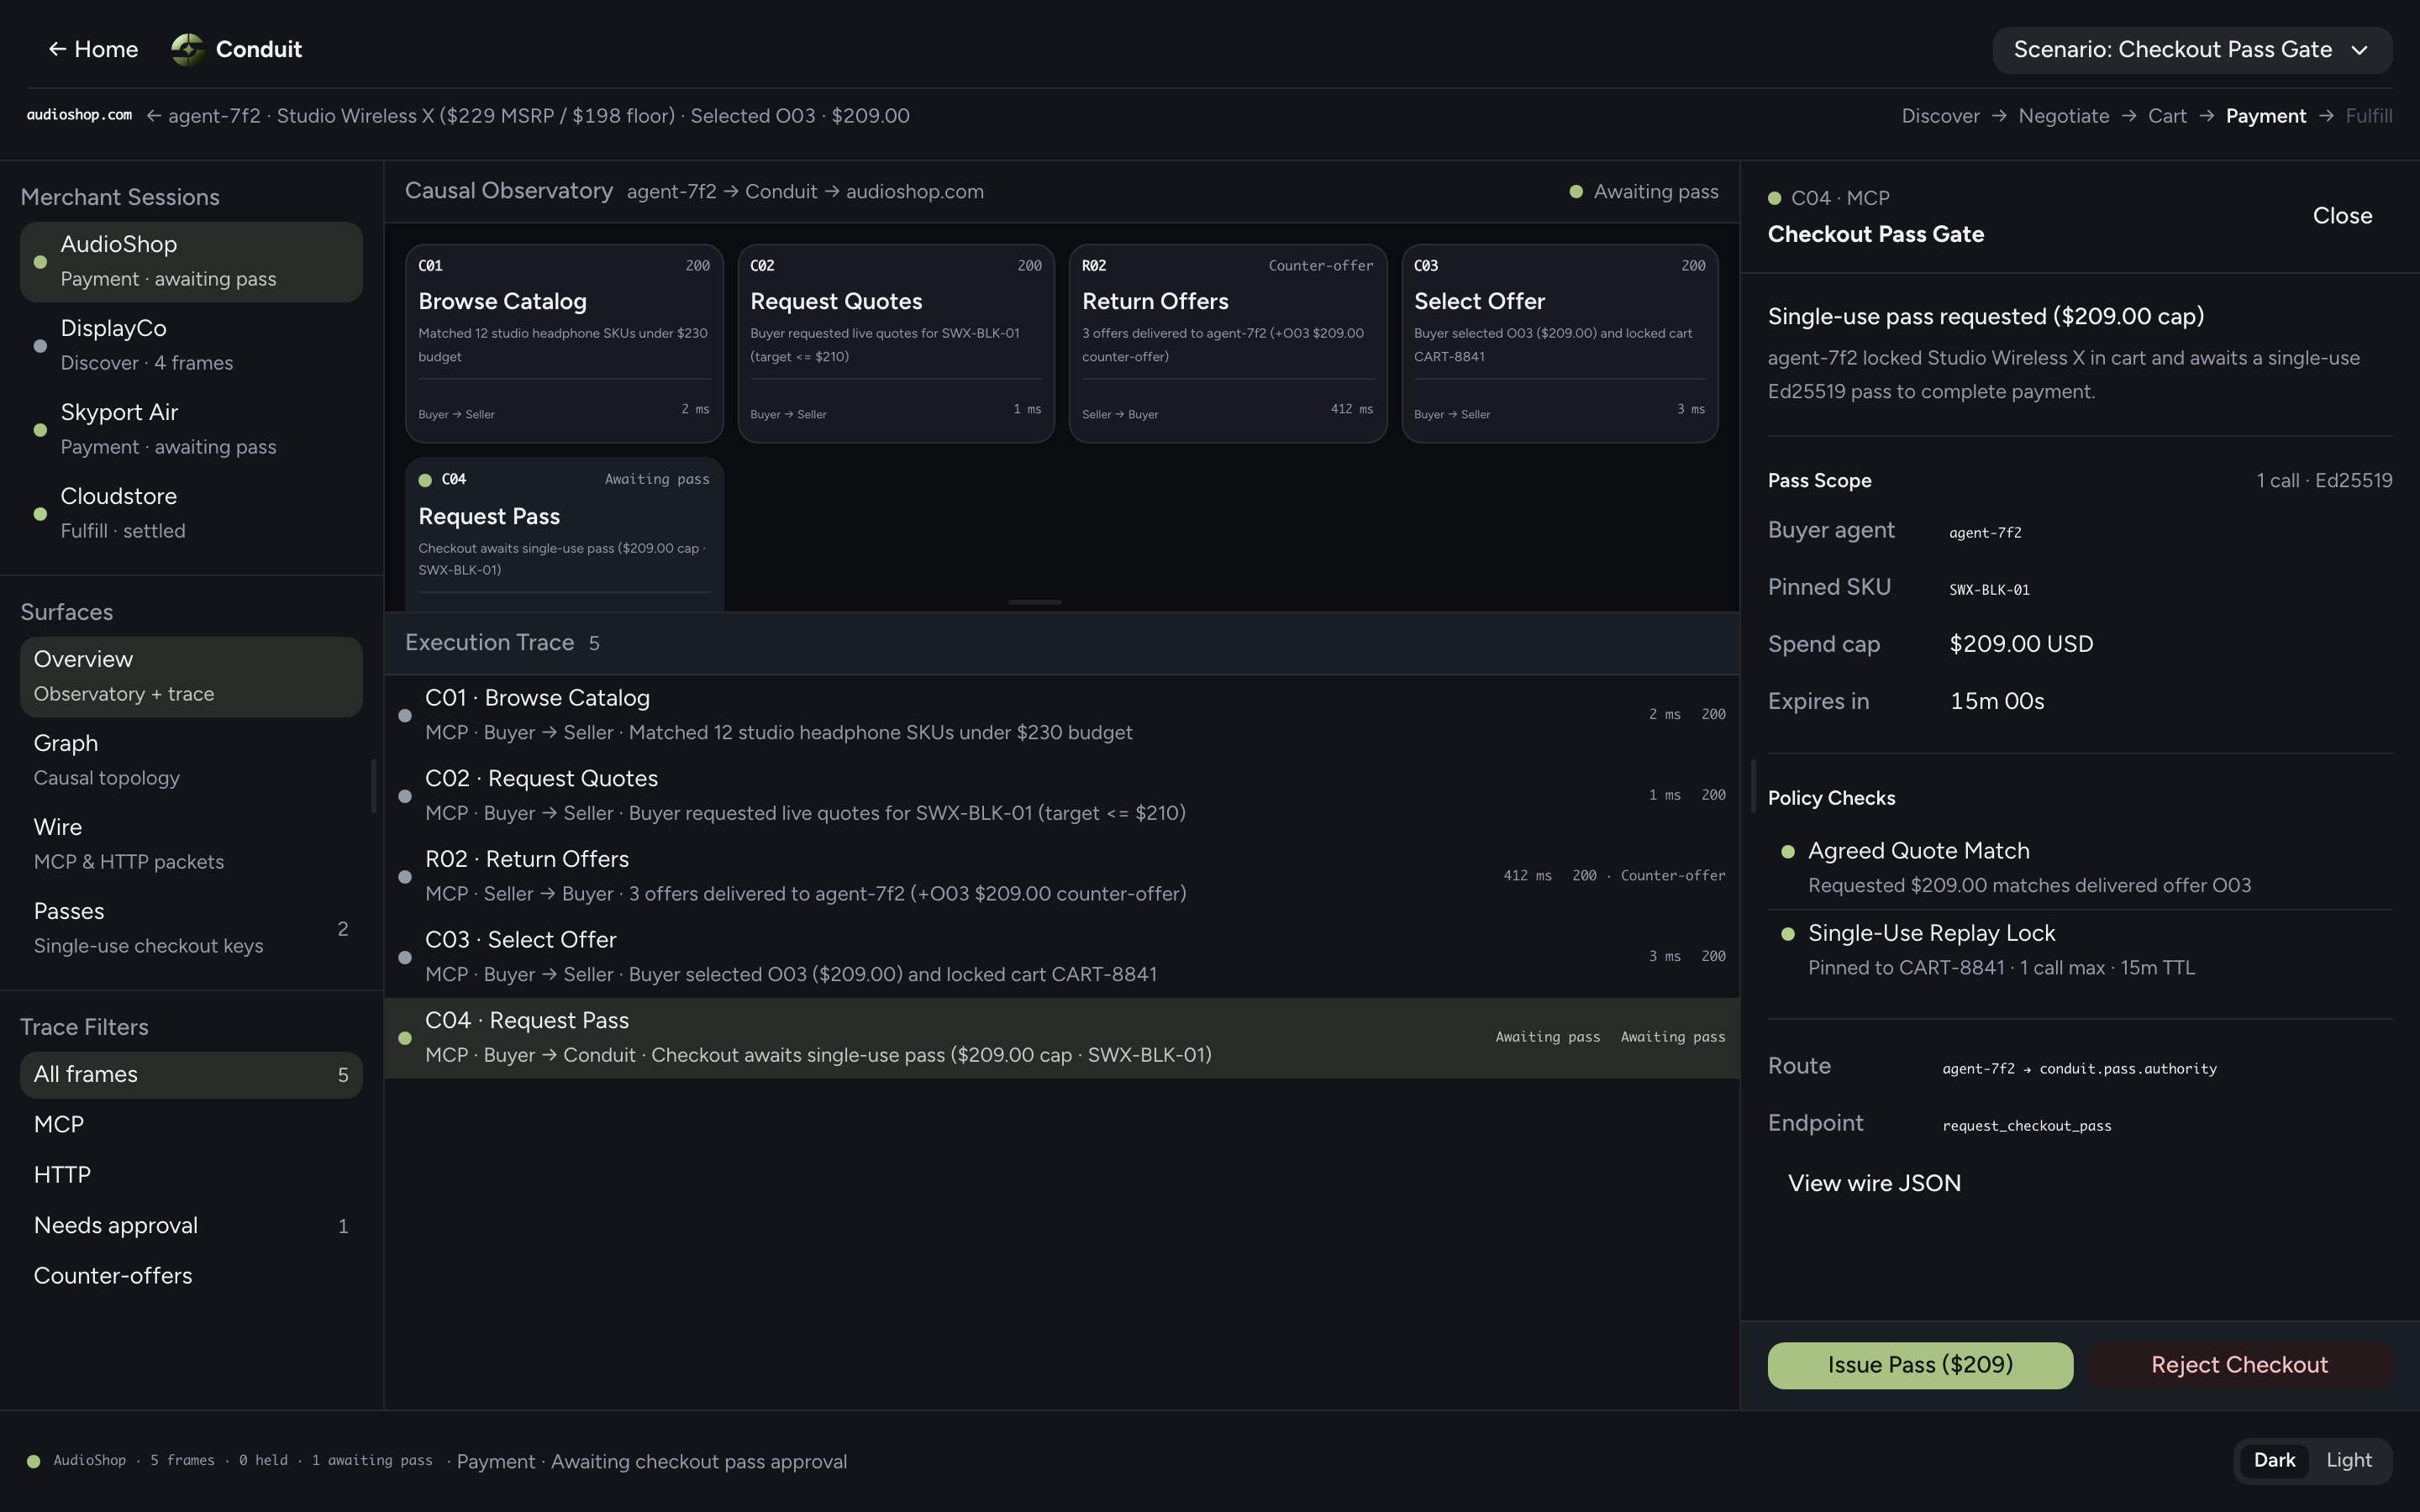 ← Home
Conduit
Scenario: Checkout Pass Gate
audioshop.com ← agent-7f2 · Studio Wireless X ($229 MSRP / $198 floor) · Selected O03 · $209.00
Discover → Negotiate → Cart → Payment → Fulfill
Merchant Sessions
AudioShop
Payment · awaiting pass
DisplayCo
Discover · 4 frames
Skyport Air
Payment · awaiting pass
Cloudstore
Fulfill · settled
Surfaces
Overview
Observatory + trace
Graph
Causal topology
Wire
MCP & HTTP packets
Passes
Single-use checkout keys
2
Trace Filters
All frames 5
MCP
HTTP
Needs approval 1
Counter-offers
Causal Observatory agent-7f2 → Conduit → audioshop.com
Awaiting pass
C01 200
Browse Catalog
Matched 12 studio headphone SKUs under $230
budget
Buyer → Seller 2 ms
C02 200
Request Quotes
Buyer requested live quotes for SWX-BLK-01
(target <= $210)
Buyer → Seller 1 ms
R02 Counter-offer
Return Offers
3 offers delivered to agent-7f2 (+O03 $209.00
counter-offer)
Seller → Buyer 412 ms
C03 200
Select Offer
Buyer selected O03 ($209.00) and locked cart
CART-8841
Buyer → Seller 3 ms
C04 Awaiting pass
Request Pass
Checkout awaits single-use pass ($209.00 cap ·
SWX-BLK-01)
Execution Trace 5
C01 · Browse Catalog
MCP · Buyer → Seller · Matched 12 studio headphone SKUs under $230 budget
2 ms 200
C02 · Request Quotes
MCP · Buyer → Seller · Buyer requested live quotes for SWX-BLK-01 (target <= $210)
1 ms 200
R02 · Return Offers
MCP · Seller → Buyer · 3 offers delivered to agent-7f2 (+O03 $209.00 counter-offer)
412 ms 200 · Counter-offer
C03 · Select Offer
MCP · Buyer → Seller · Buyer selected O03 ($209.00) and locked cart CART-8841
3 ms 200
C04 · Request Pass
MCP · Buyer → Conduit · Checkout awaits single-use pass ($209.00 cap · SWX-BLK-01)
Awaiting pass Awaiting pass
C04 · MCP
Checkout Pass Gate
Close
Single-use pass requested ($209.00 cap)
agent-7f2 locked Studio Wireless X in cart and awaits a single-use
Ed25519 pass to complete payment.
Pass Scope 1 call · Ed25519
Buyer agent agent-7f2
Pinned SKU SWX-BLK-01
Spend cap $209.00 USD
Expires in 15m 00s
Policy Checks
Agreed Quote Match
Requested $209.00 matches delivered offer O03
Single-Use Replay Lock
Pinned to CART-8841 · 1 call max · 15m TTL
Route agent-7f2 → conduit.pass.authority
Endpoint request_checkout_pass
View wire JSON
Issue Pass ($209)
Reject Checkout
AudioShop · 5 frames · 0 held · 1 awaiting pass · Payment · Awaiting checkout pass approval
Dark Light